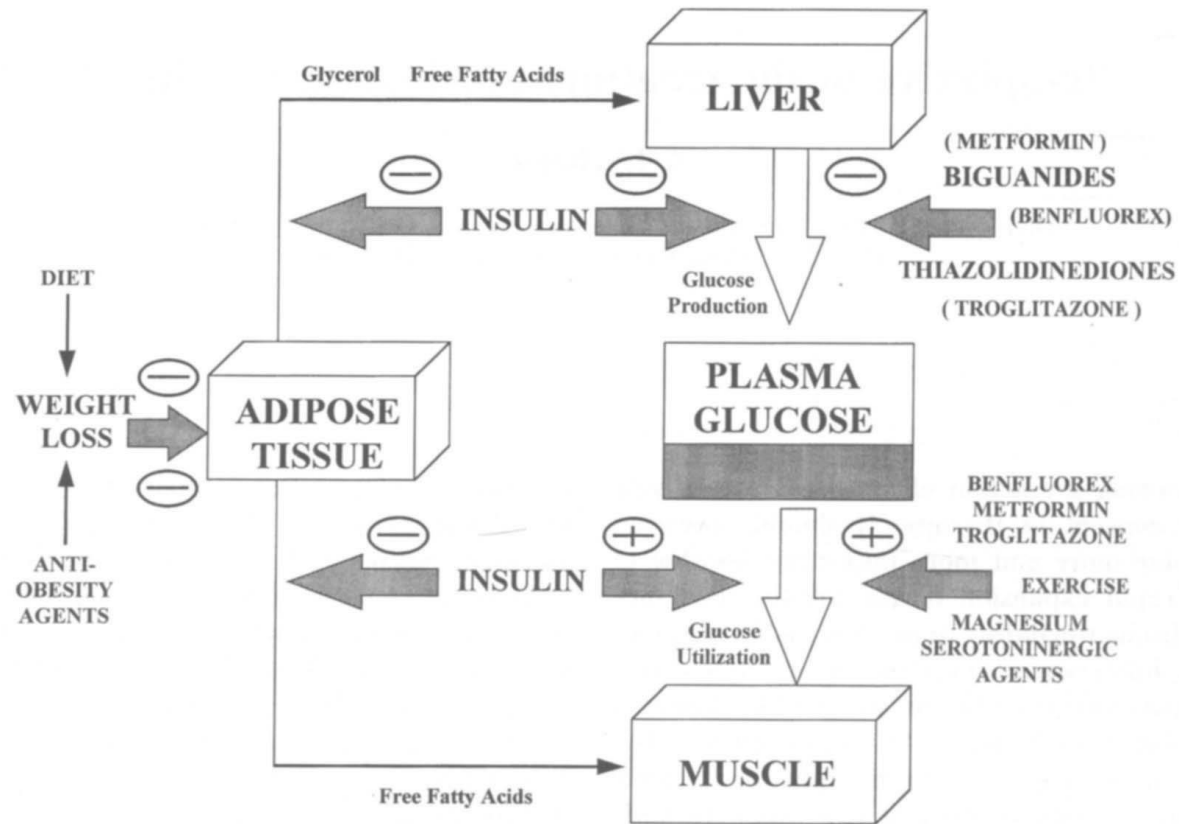 Glycerol Free Fatty Acids
LIVER
( METFORMIN )
BIGUANIDES
(BENFLUOREX)
THIAZOLIDINEDIONES
( TROGLITAZONE )
INSULIN
Glucose
Production
DIET
WEIGHT
LOSS
ANTI-
OBESITY
AGENTS
ADIPOSE
TISSUE
PLASMA
GLUCOSE
BENFLUOREX
METFORMIN
TROGLITAZONE
EXERCISE
MAGNESIUM
SEROTONINERGIC
AGENTS
INSULIN
Glucose
Utilization
MUSCLE
Free Fatty Acids